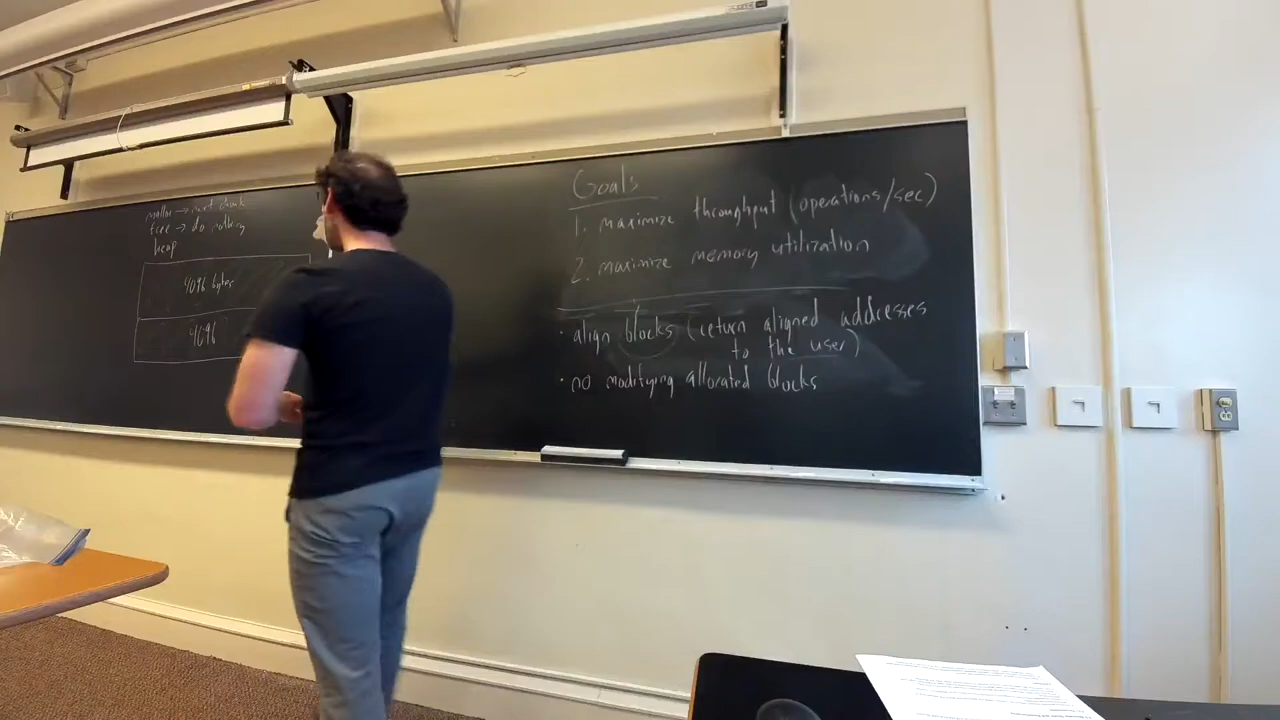 malloc → next chunk
free → do nothing
heap
4096 bytes
4096
Goals
1. maximize throughput (operations/sec)
2. maximize memory utilization
· align blocks (return aligned addresses
to the user)
· no modifying allocated blocks